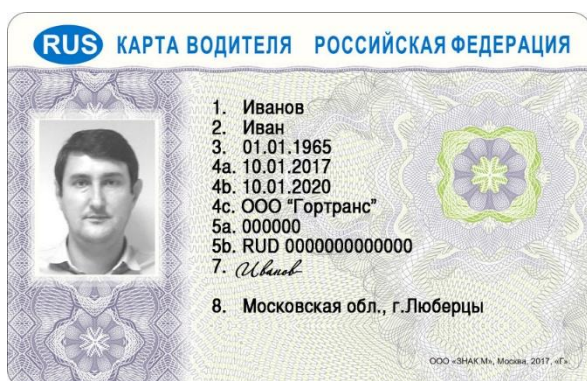 RUS КАРТА ВОДИТЕЛЯ РОССИЙСКАЯ ФЕДЕРАЦИЯ
1. Иванов
2. Иван
3. 01.01.1965
4a. 10.01.2017
4b. 10.01.2020
4c. ООО "Гортранс"
5a. 000000
5b. RUD 0000000000000
7. Иванов
8. Московская обл., г.Люберцы
ООО «ЗНАК М», Москва, 2017, «Г».